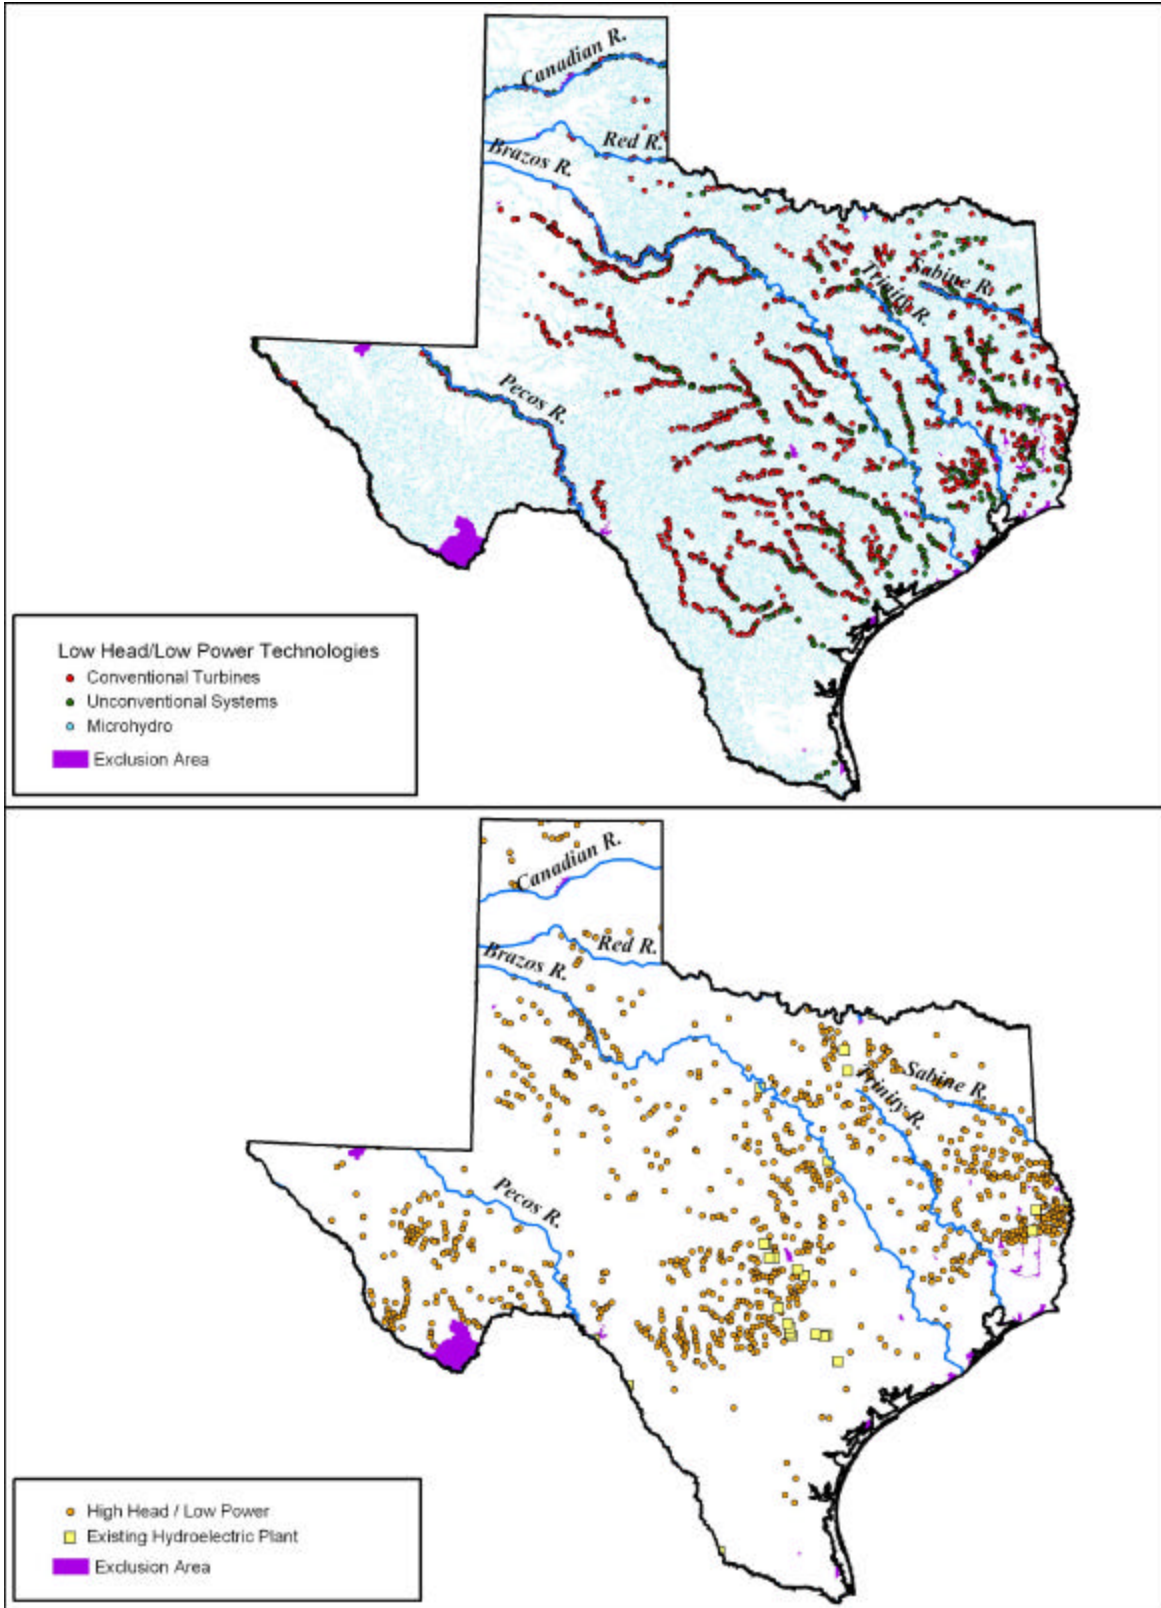 Canadian R.
Red R.
Brazos R.
Sabine R.
Trinity R.
Pecos R.
Low Head/Low Power Technologies
Conventional Turbines
Unconventional Systems
Microhydro
Exclusion Area
Canadian R.
Red R.
Brazos R.
Sabine R.
Trinity R.
Pecos R.
High Head / Low Power
Existing Hydroelectric Plant
Exclusion Area